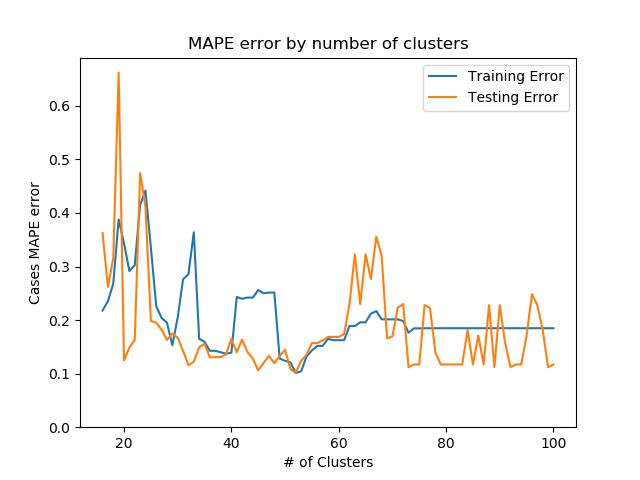 MAPE error by number of clusters
Training Error
Testing Error
Cases MAPE error
0.6
0.5
0.4
0.3
0.2
0.1
0.0
20 40 60 80 100
# of Clusters